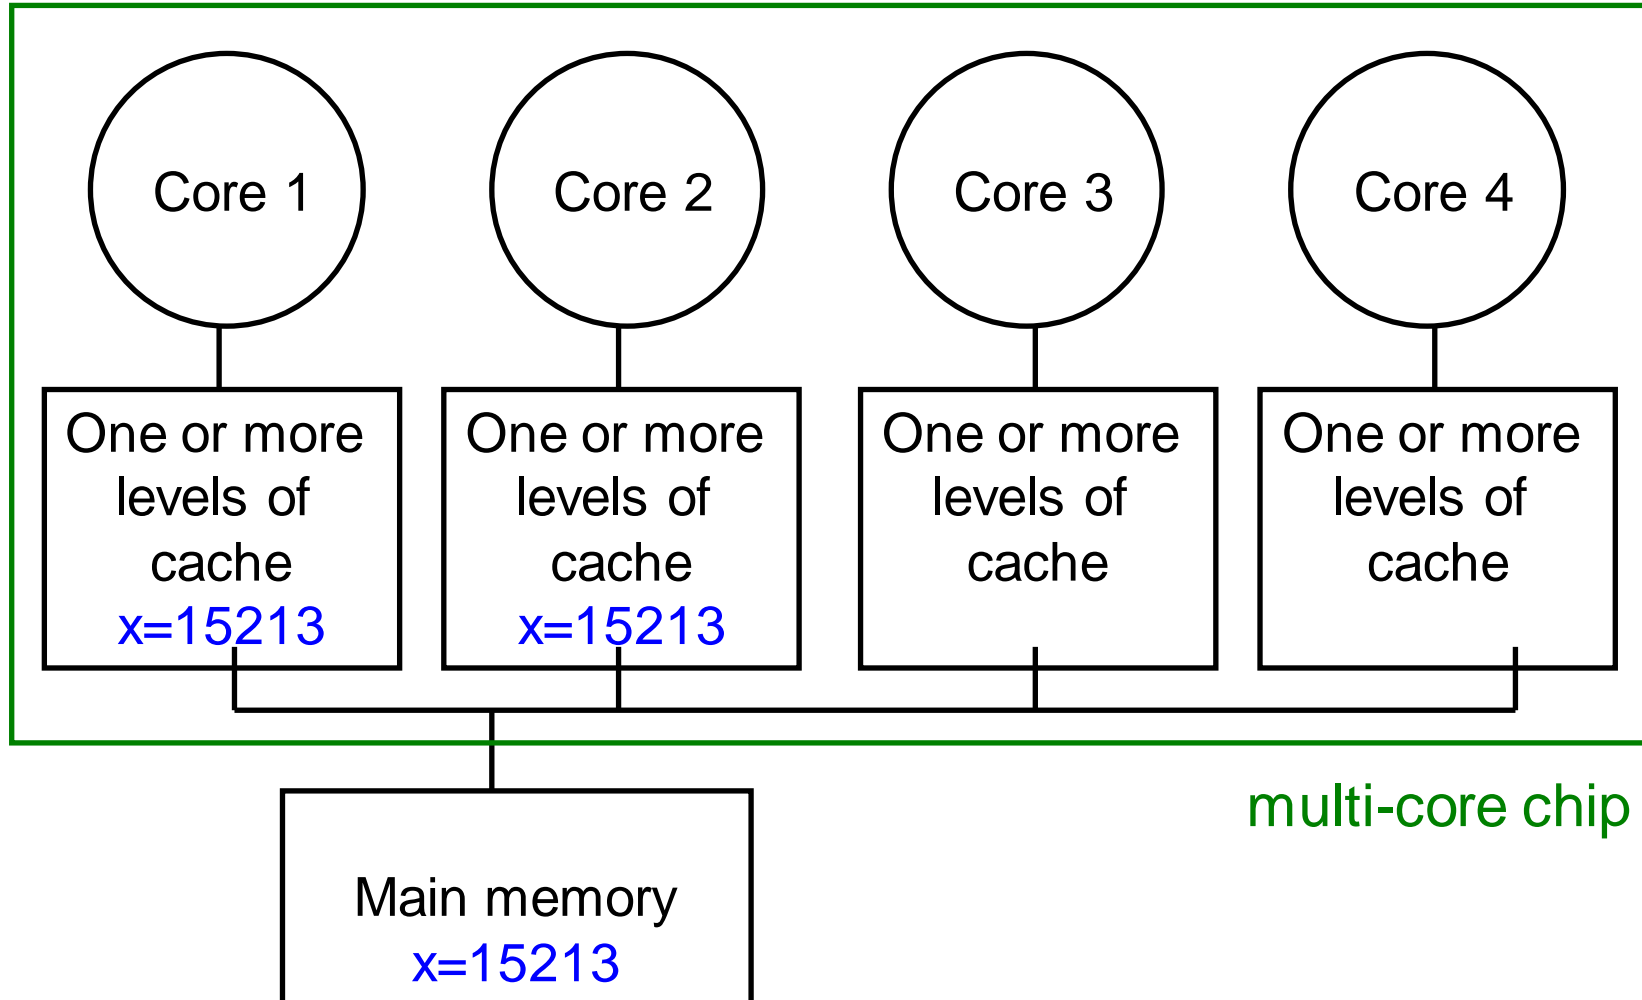 Core 1
Core 2
Core 3
Core 4
One or more
levels of
cache
x=15213
One or more
levels of
cache
x=15213
One or more
levels of
cache
One or more
levels of
cache
multi-core chip
Main memory
x=15213